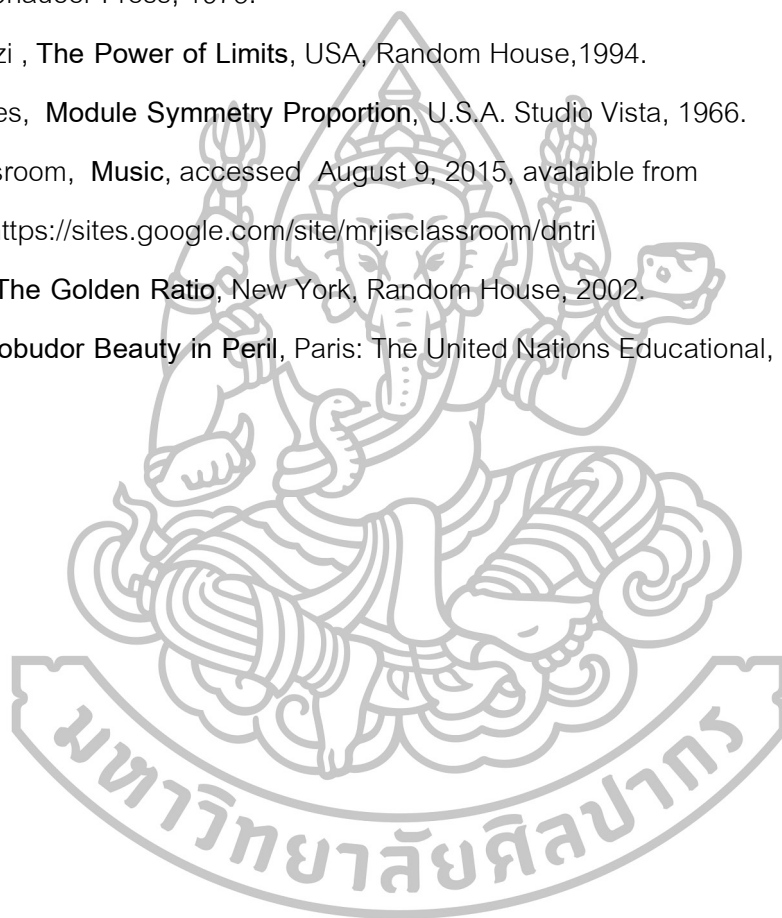 zi , The Power of Limits, USA, Random House,1994.
es, Module Symmetry Proportion, U.S.A. Studio Vista, 1966.
sroom, Music, accessed August 9, 2015, avalaible from
ttps://sites.google.com/site/mrjisclassroom/dntri
The Golden Ratio, New York, Random House, 2002.
obudor Beauty in Peril, Paris: The United Nations Educational,
มหาวิทยาลัยศิลปากร